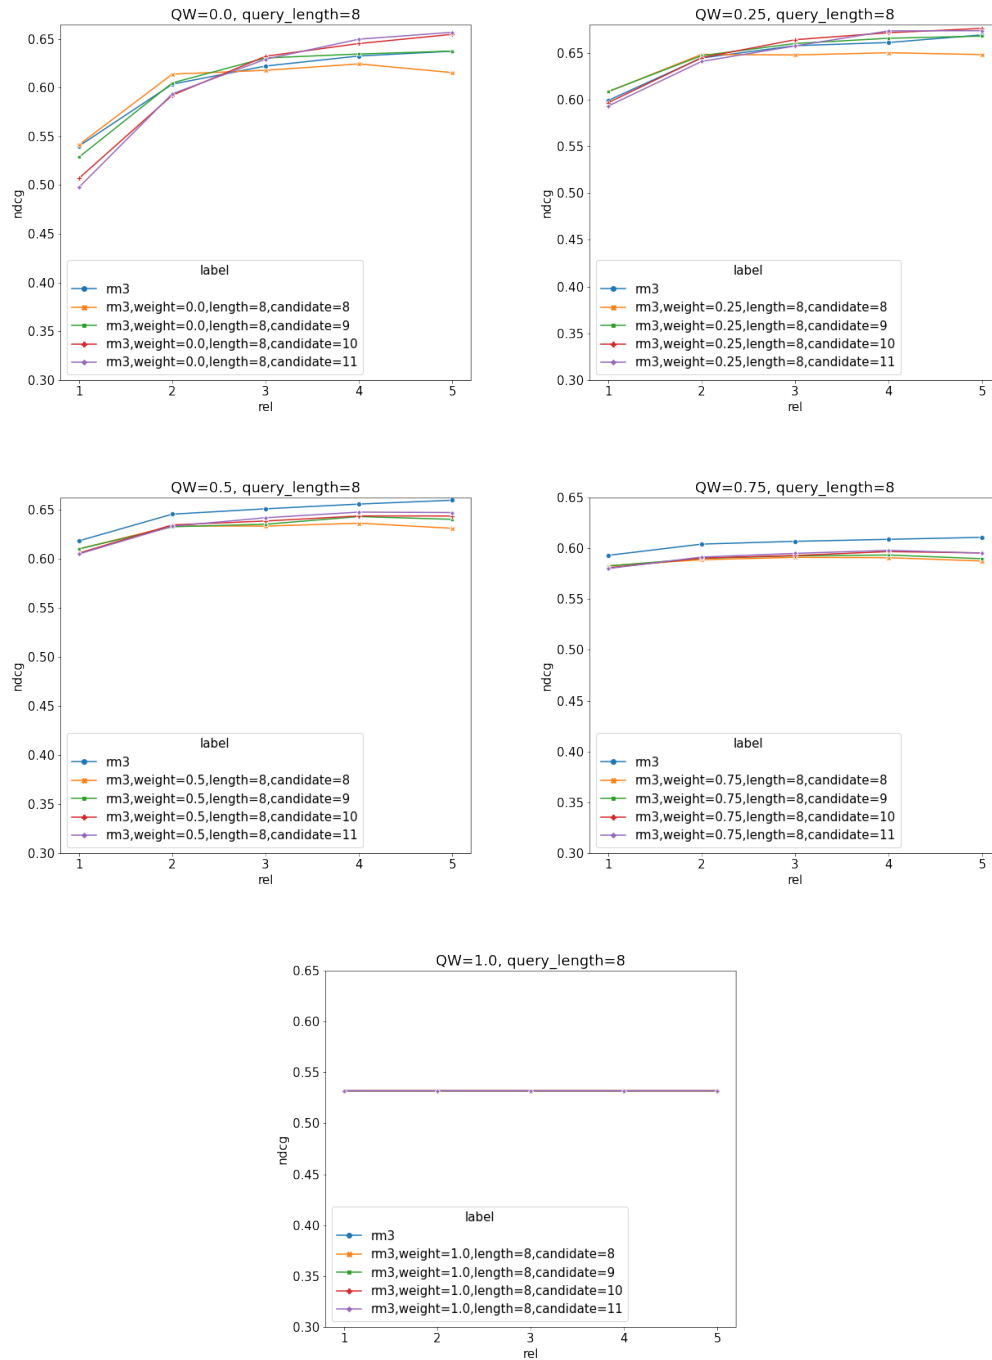 QW=0.0, query_length=8
0.65
0.60
0.55
0.50
0.45
0.40
0.35
0.30
ndcg
label
rm3
rm3,weight=0.0,length=8,candidate=8
rm3,weight=0.0,length=8,candidate=9
rm3,weight=0.0,length=8,candidate=10
rm3,weight=0.0,length=8,candidate=11
1 2 3 4 5
rel
QW=0.25, query_length=8
0.65
0.60
0.55
0.50
0.45
0.40
0.35
0.30
ndcg
label
rm3
rm3,weight=0.25,length=8,candidate=8
rm3,weight=0.25,length=8,candidate=9
rm3,weight=0.25,length=8,candidate=10
rm3,weight=0.25,length=8,candidate=11
1 2 3 4 5
rel
QW=0.5, query_length=8
0.65
0.60
0.55
0.50
0.45
0.40
0.35
0.30
ndcg
label
rm3
rm3,weight=0.5,length=8,candidate=8
rm3,weight=0.5,length=8,candidate=9
rm3,weight=0.5,length=8,candidate=10
rm3,weight=0.5,length=8,candidate=11
1 2 3 4 5
rel
QW=0.75, query_length=8
0.65
0.60
0.55
0.50
0.45
0.40
0.35
0.30
ndcg
label
rm3
rm3,weight=0.75,length=8,candidate=8
rm3,weight=0.75,length=8,candidate=9
rm3,weight=0.75,length=8,candidate=10
rm3,weight=0.75,length=8,candidate=11
1 2 3 4 5
rel
QW=1.0, query_length=8
0.65
0.60
0.55
0.50
0.45
0.40
0.35
0.30
ndcg
label
rm3
rm3,weight=1.0,length=8,candidate=8
rm3,weight=1.0,length=8,candidate=9
rm3,weight=1.0,length=8,candidate=10
rm3,weight=1.0,length=8,candidate=11
1 2 3 4 5
rel